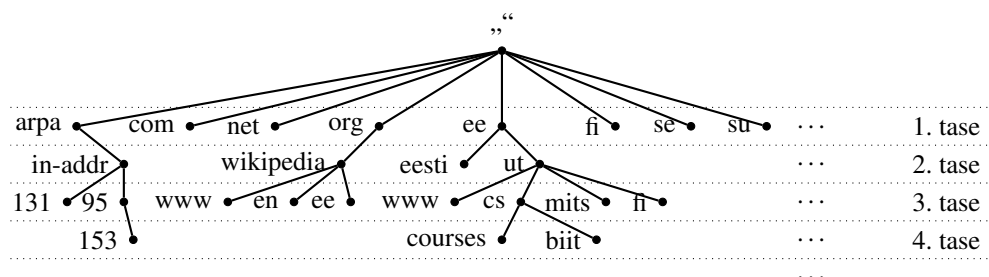 „“
arpa com net org ee fi se su ... 1. tase
in-addr wikipedia eesti ut ... 2. tase
131 95 www en ee www cs mits fi ... 3. tase
153 courses biit ... 4. tase
...